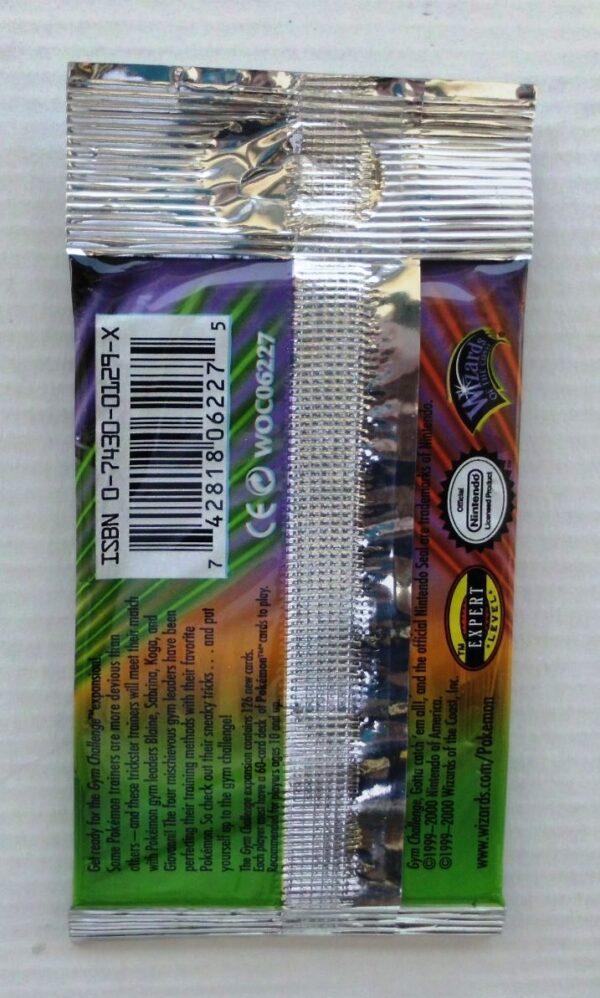 Get ready for the Gym Challenge™ expansion!
Some Pokémon trainers are more devious than
others—and these trickster trainers will meet their match
with Pokémon gym leaders Blaine, Sabrina, Koga, and
Giovanni! The four mischievous gym leaders have been
perfecting their training methods with their favorite
Pokémon. So check out their sneaky tricks . . . and put
yourself up to the gym challenge!
The Gym Challenge expansion contains 126 new cards.
Each player must have a 60-card deck of Pokémon™ cards to play.
Recommended for players ages 10 and up.
ISBN 0-7430-0129-X
7 42818 06227 5
CE WOC06227
Gym Challenge, Gotta catch 'em all!, and the official Nintendo Seal are trademarks of Nintendo.
©1999–2000 Nintendo of America.
©1999–2000 Wizards of the Coast, Inc.
www.wizards.com/Pokemon
TM
EXPERT
LEVEL
Official
Nintendo
Licensed Product
Wizards
OF THE COAST